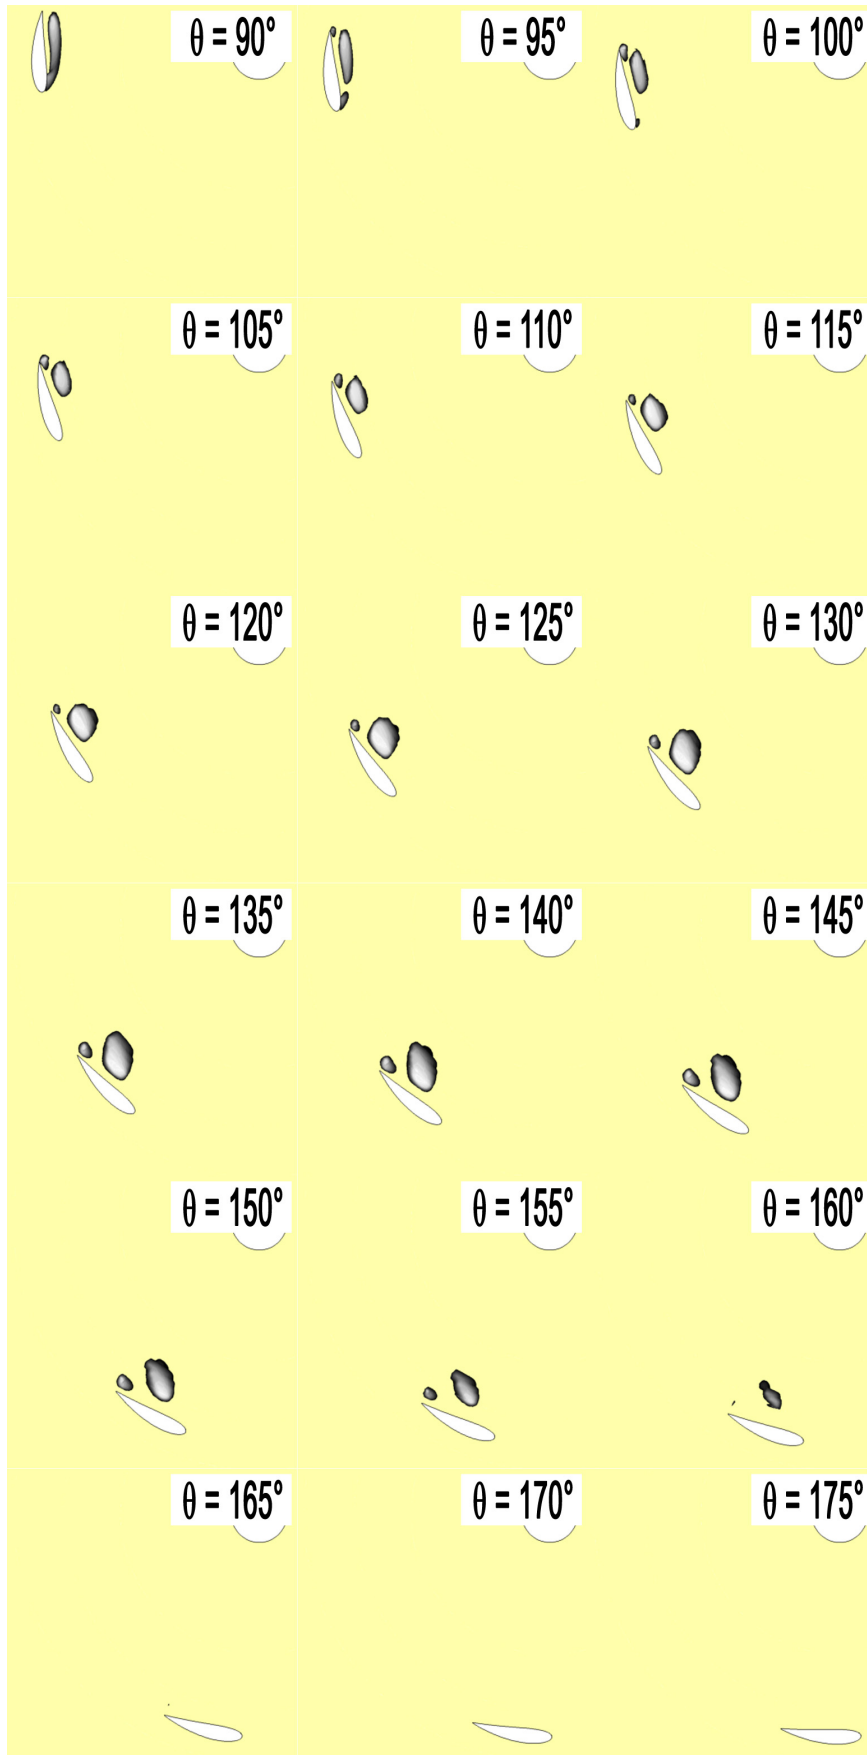 θ = 90°
θ = 95°
θ = 100°
θ = 105°
θ = 110°
θ = 115°
θ = 120°
θ = 125°
θ = 130°
θ = 135°
θ = 140°
θ = 145°
θ = 150°
θ = 155°
θ = 160°
θ = 165°
θ = 170°
θ = 175°